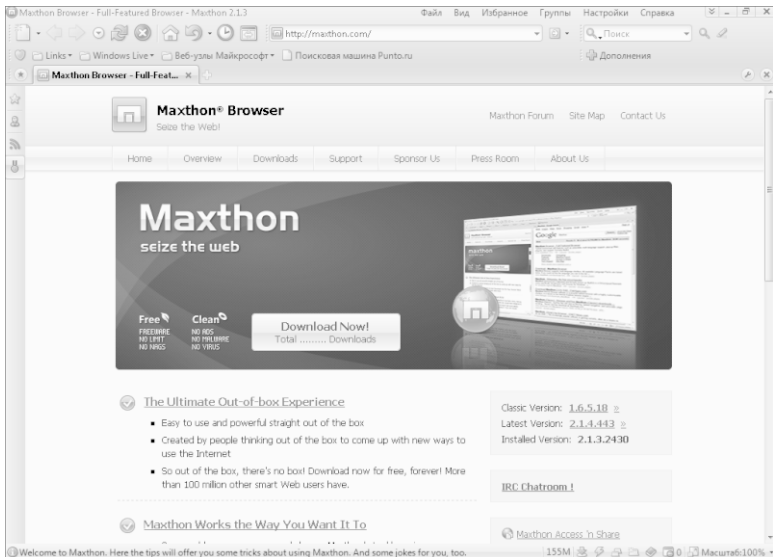 Maxthon Browser - Full-Featured Browser - Maxthon 2.1.3 Файл Вид Избранное Группы Настройки Справка
http://maxthon.com/ Поиск
Links Windows Live Веб-узлы Майкрософт Поисковая машина Punto.ru Дополнения
Maxthon Browser - Full-Feat...
Maxthon® Browser
Seize the Web!
Maxthon Forum Site Map Contact Us
Home Overview Downloads Support Sponsor Us Press Room About Us
Maxthon
seize the web
Free
FREEWARE
NO LIMIT
NO NAGS
Clean
NO ADS
NO MALWARE
NO VIRUS
Download Now!
Total ......... Downloads
Google
The Ultimate Out-of-box Experience
Easy to use and powerful straight out of the box
Created by people thinking out of the box to come up with new ways to
use the Internet
So out of the box, there's no box! Download now for free, forever! More
than 100 million other smart Web users have.
Maxthon Works the Way You Want It To
Classic Version: 1.6.5.18 »
Latest Version: 2.1.4.443 »
Installed Version: 2.1.3.2430
IRC Chatroom !
Maxthon Access 'n Share
Welcome to Maxthon. Here the tips will offer you some tricks about using Maxthon. And some jokes for you, too. 155M 0 Масштаб:100%